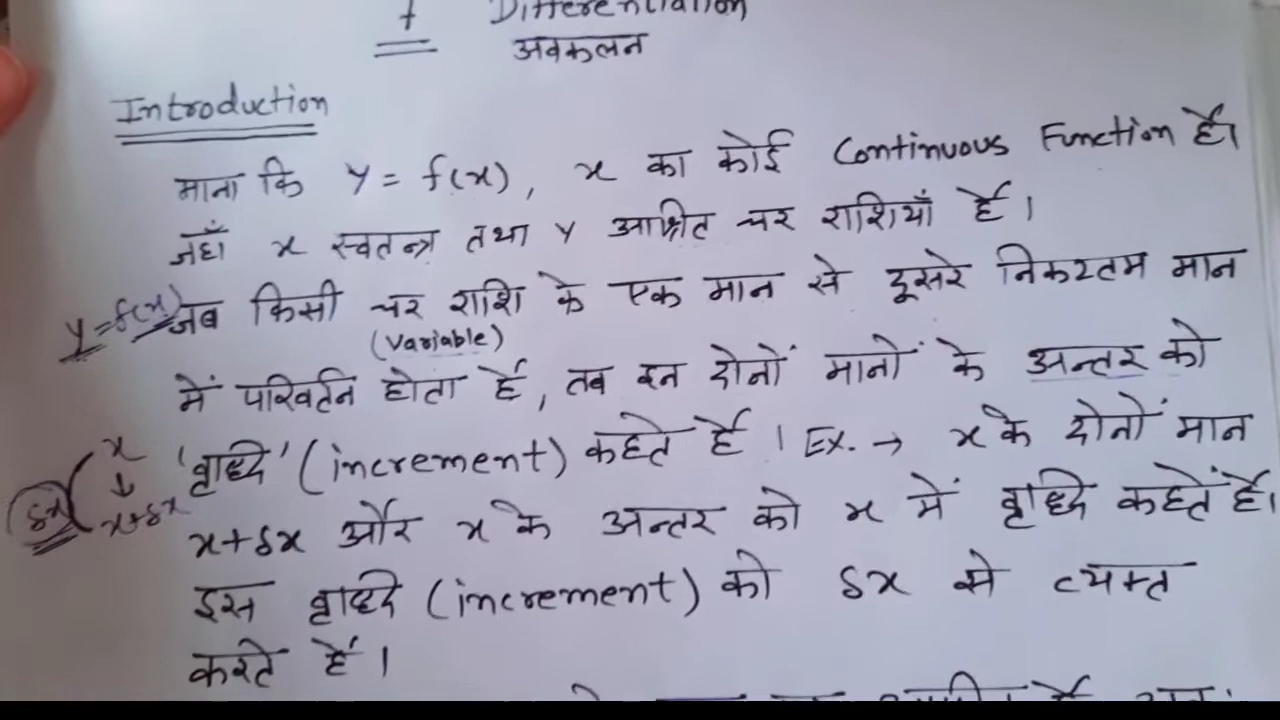 Differentiation
अवकलन
Introduction
माना कि y = f(x), x का कोई Continuous Function है।
जहाँ x स्वतन्त्र तथा y आश्रित चर राशियाँ हैं।
y=f(x)
जब किसी चर राशि के एक मान से दूसरे निकटतम मान
(variable)
में परिवर्तन होता है, तब इन दोनों मानों के अन्तर को
'वृद्धि' (increment) कहते हैं। Ex. → x के दोनों मान
x
↓
x+δx
δx
x+δx और x के अन्तर को x में वृद्धि कहतें हैं।
इस वृद्धि (increment) को δx से व्यक्त
करते हैं।